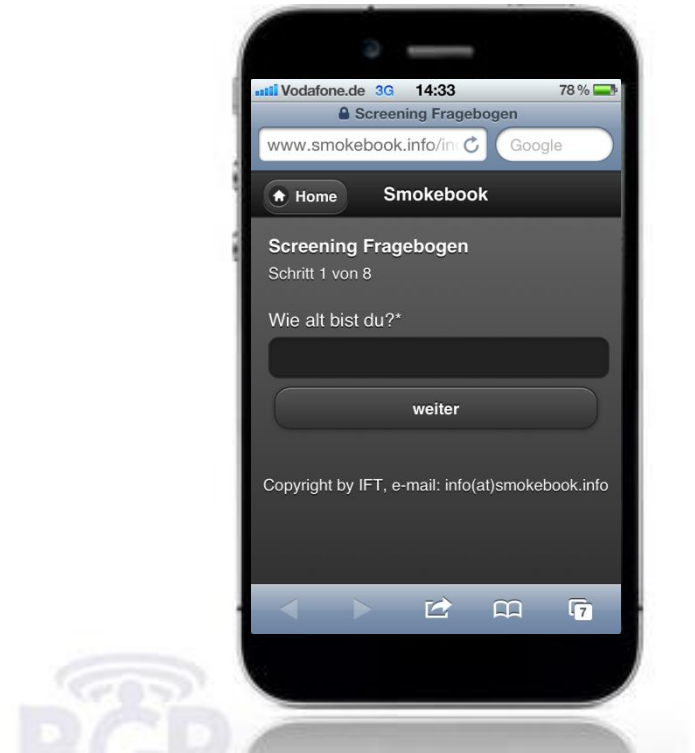 Vodafone.de 3G 14:33 78 %
Screening Fragebogen
www.smokebook.info/in Google
Home Smokebook
Screening Fragebogen
Schritt 1 von 8
Wie alt bist du?*
weiter
Copyright by IFT, e-mail: info(at)smokebook.info
7